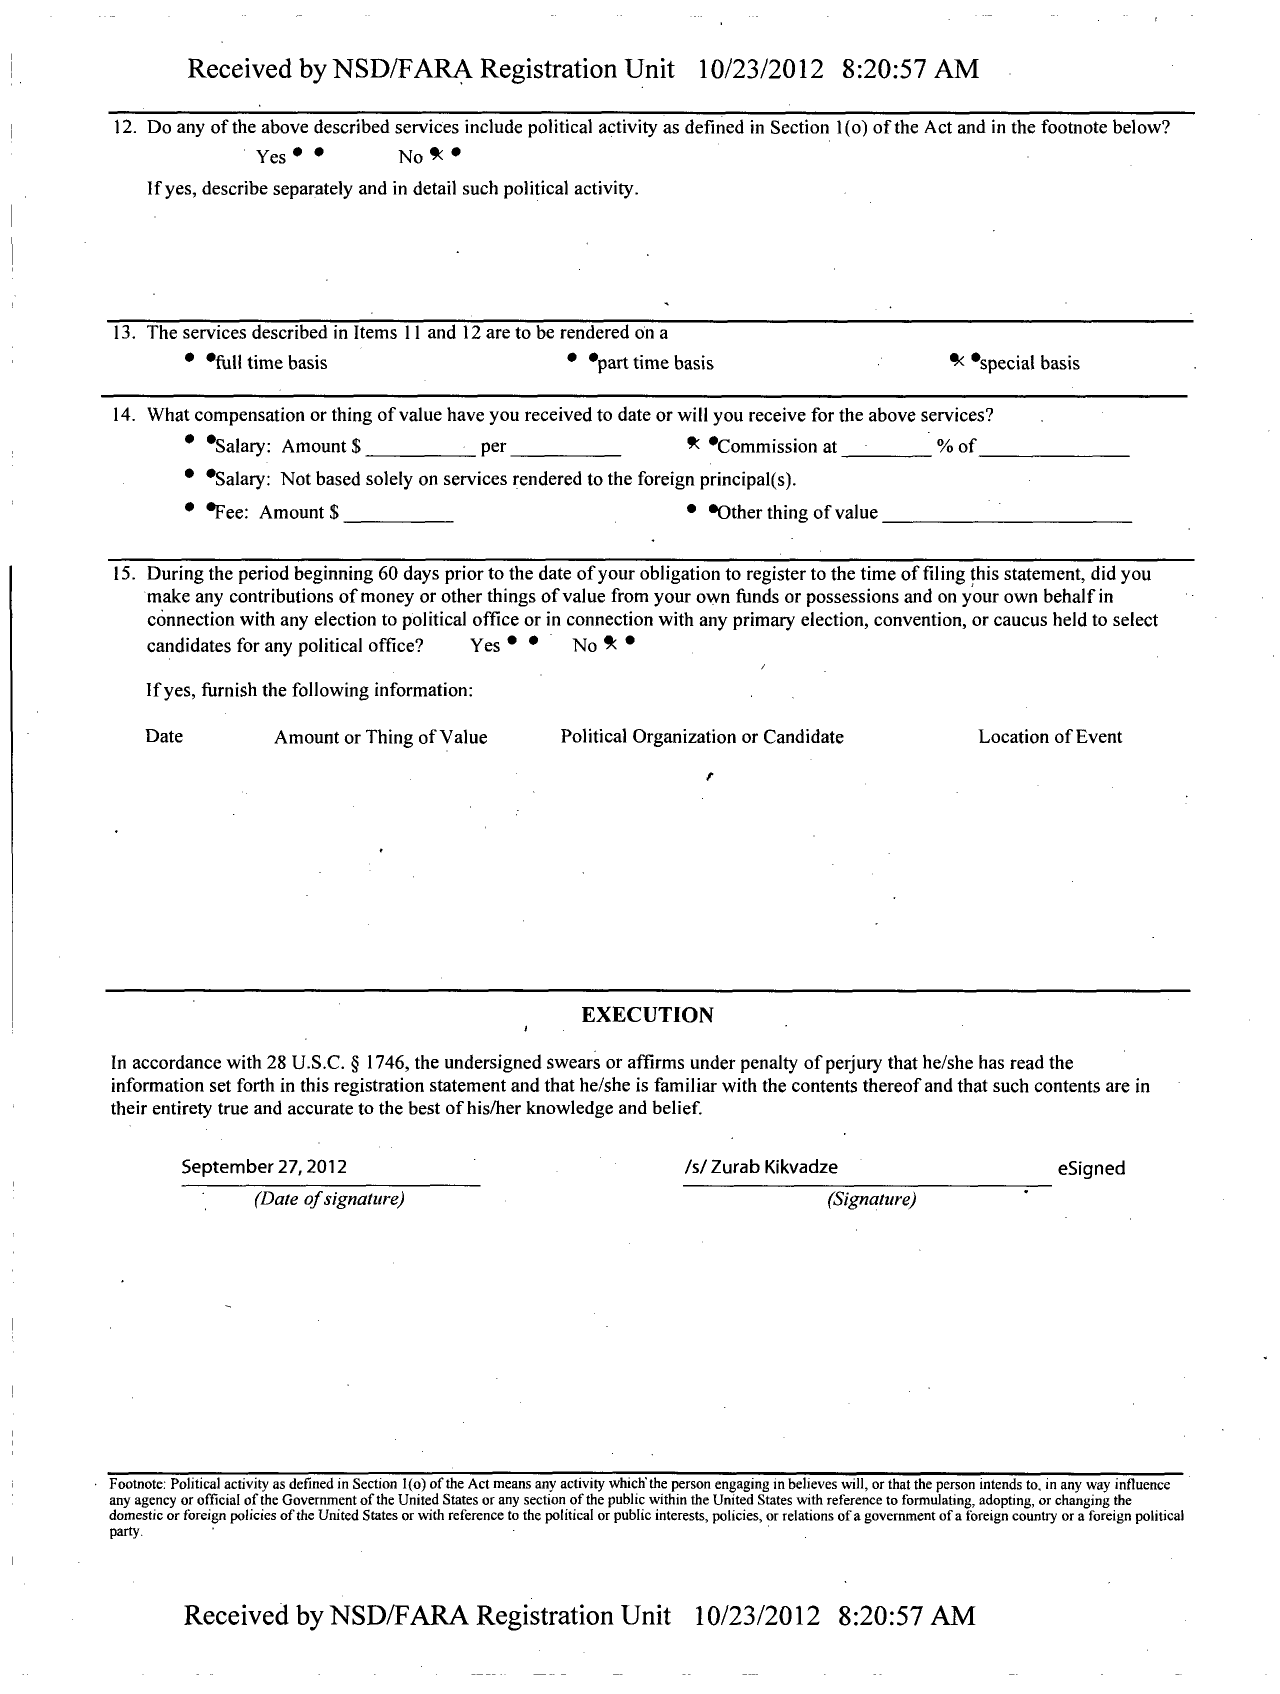 Received by NSD/FARA Registration Unit 10/23/2012 8:20:57 AM
12. Do any of the above described services include political activity as defined in Section 1(o) of the Act and in the footnote below?
Yes No
If yes, describe separately and in detail such political activity.
13. The services described in Items 11 and 12 are to be rendered on a
full time basis part time basis special basis
14. What compensation or thing of value have you received to date or will you receive for the above services?
Salary: Amount $ __________ per __________ Commission at ________ % of ______________
Salary: Not based solely on services rendered to the foreign principal(s).
Fee: Amount $ __________ Other thing of value ______________________
15. During the period beginning 60 days prior to the date of your obligation to register to the time of filing this statement, did you
make any contributions of money or other things of value from your own funds or possessions and on your own behalf in
connection with any election to political office or in connection with any primary election, convention, or caucus held to select
candidates for any political office? Yes No
If yes, furnish the following information:
Date Amount or Thing of Value Political Organization or Candidate Location of Event
EXECUTION
In accordance with 28 U.S.C. § 1746, the undersigned swears or affirms under penalty of perjury that he/she has read the
information set forth in this registration statement and that he/she is familiar with the contents thereof and that such contents are in
their entirety true and accurate to the best of his/her knowledge and belief.
September 27, 2012 /s/ Zurab Kikvadze eSigned
(Date of signature) (Signature)
Footnote: Political activity as defined in Section 1(o) of the Act means any activity which the person engaging in believes will, or that the person intends to, in any way influence
any agency or official of the Government of the United States or any section of the public within the United States with reference to formulating, adopting, or changing the
domestic or foreign policies of the United States or with reference to the political or public interests, policies, or relations of a government of a foreign country or a foreign political
party.
Received by NSD/FARA Registration Unit 10/23/2012 8:20:57 AM